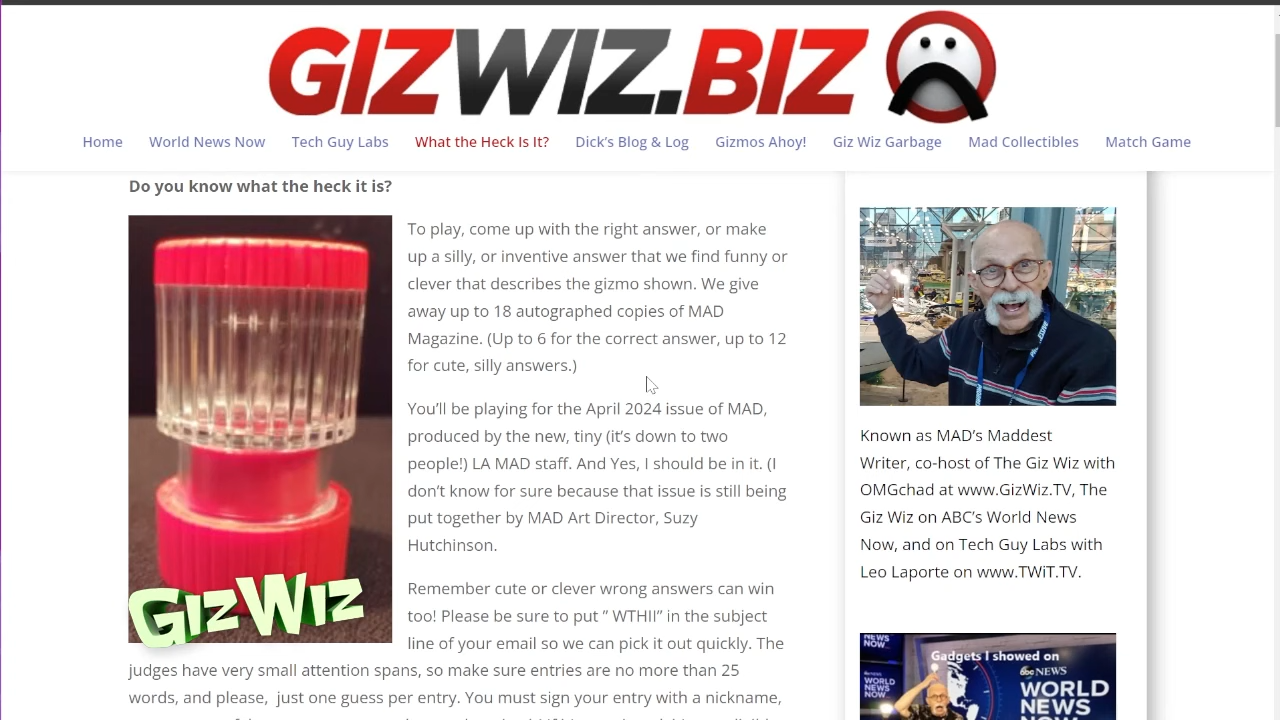 GIZWIZ.BIZ
Home World News Now Tech Guy Labs What the Heck Is It? Dick's Blog & Log Gizmos Ahoy! Giz Wiz Garbage Mad Collectibles Match Game
Do you know what the heck it is?
To play, come up with the right answer, or make
up a silly, or inventive answer that we find funny or
clever that describes the gizmo shown. We give
away up to 18 autographed copies of MAD
Magazine. (Up to 6 for the correct answer, up to 12
for cute, silly answers.)
You'll be playing for the April 2024 issue of MAD,
produced by the new, tiny (it's down to two
people!) LA MAD staff. And Yes, I should be in it. (I
don't know for sure because that issue is still being
put together by MAD Art Director, Suzy
Hutchinson.
Remember cute or clever wrong answers can win
too! Please be sure to put ” WTHII” in the subject
line of your email so we can pick it out quickly. The
judges have very small attention spans, so make sure entries are no more than 25
words, and please, just one guess per entry. You must sign your entry with a nickname,
GIZWIZ
Known as MAD's Maddest
Writer, co-host of The Giz Wiz with
OMGchad at www.GizWiz.TV, The
Giz Wiz on ABC's World News
Now, and on Tech Guy Labs with
Leo Laporte on www.TWiT.TV.
NEWS
NOW
Gadgets I showed on
abc NEWS
WORLD
NEWS
NOW